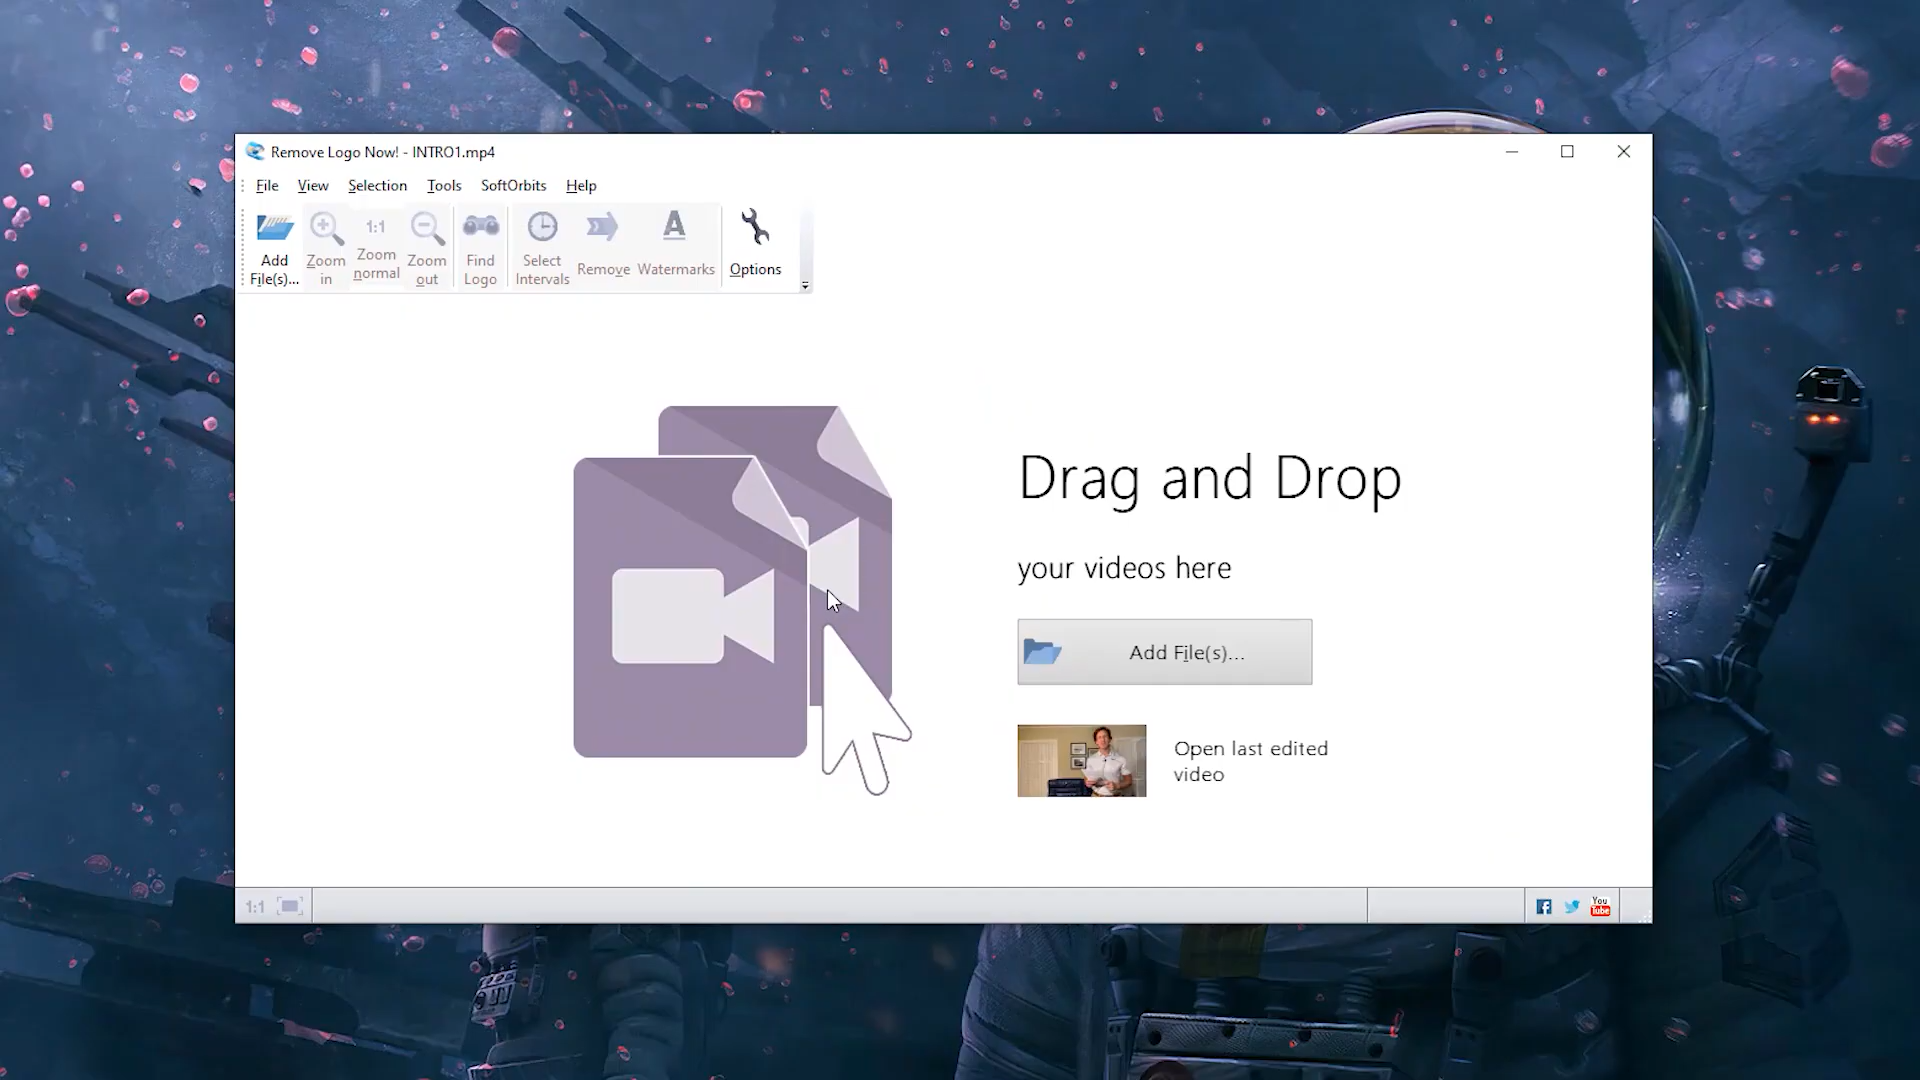 Remove Logo Now! - INTRO1.mp4
File View Selection Tools SoftOrbits Help
Add File(s)...
Zoom in
1:1 Zoom normal
Zoom out
Find Logo
Select Intervals
Remove
A Watermarks
Options
Drag and Drop
your videos here
Add File(s)...
Open last edited
video
1:1
You
Tube